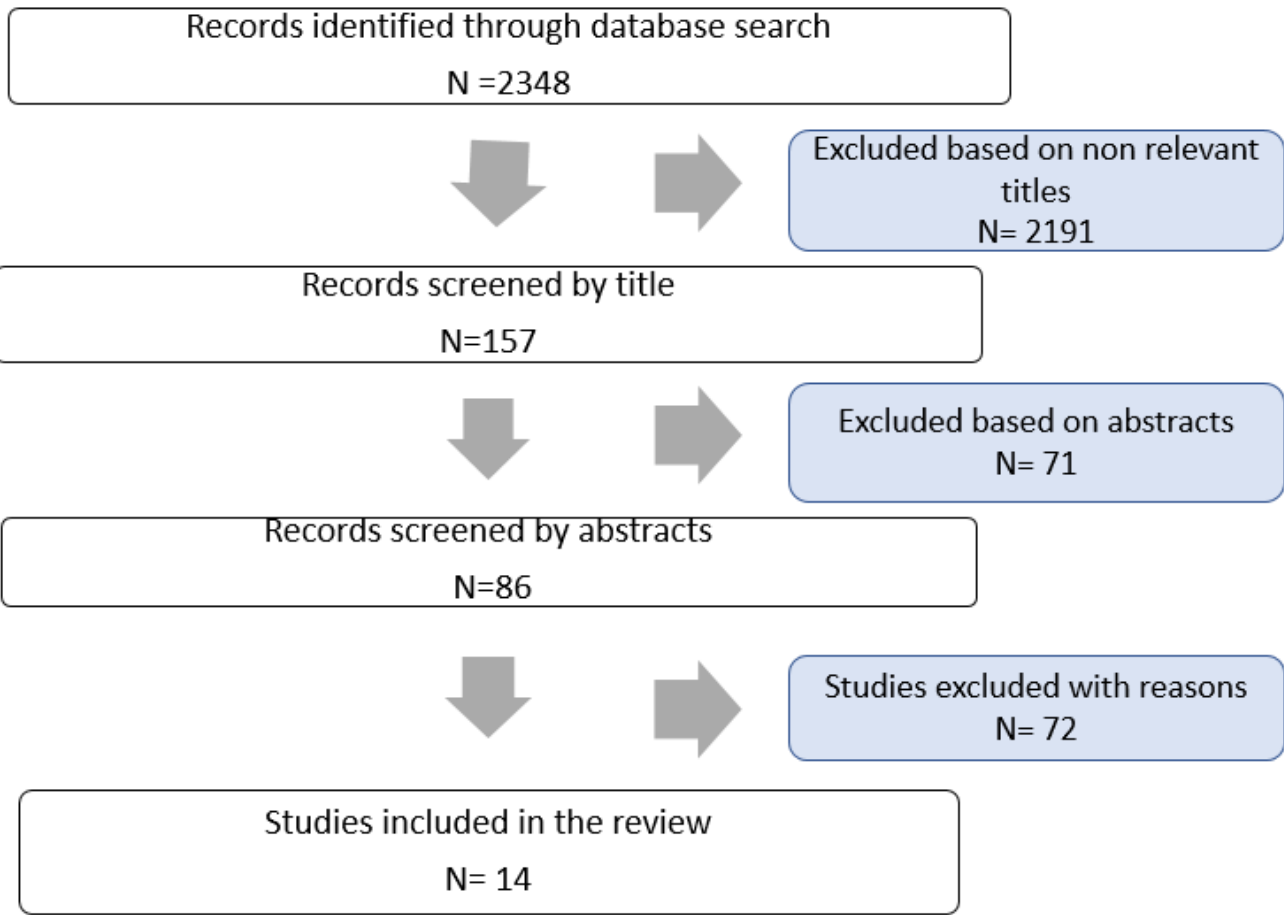 Records identified through database search
N =2348
Excluded based on non relevant
titles
N= 2191
Records screened by title
N=157
Excluded based on abstracts
N= 71
Records screened by abstracts
N=86
Studies excluded with reasons
N= 72
Studies included in the review
N= 14